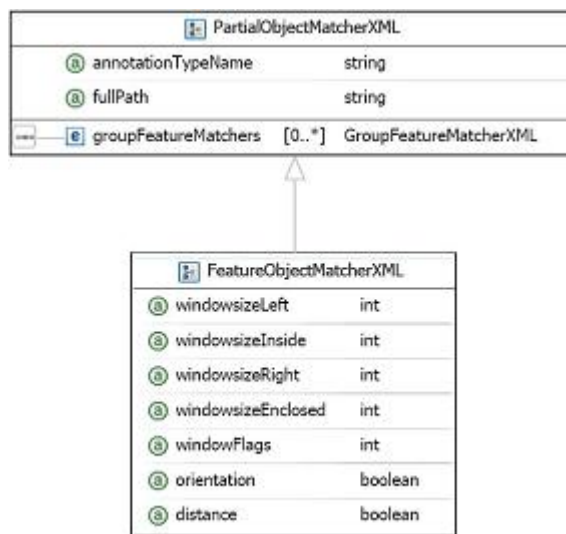 PartialObjectMatcherXML
annotationTypeName string
fullPath string
groupFeatureMatchers [0..*] GroupFeatureMatcherXML
FeatureObjectMatcherXML
windowsizeLeft int
windowsizeInside int
windowsizeRight int
windowsizeEnclosed int
windowFlags int
orientation boolean
distance boolean